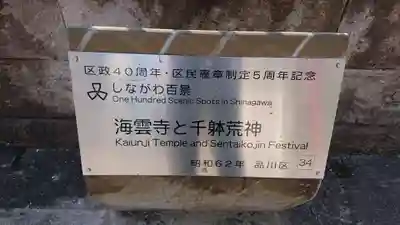 区政40周年・区民憲章制定5周年記念
しながわ百景
One Hundred Scenic Spots in Shinagawa
海雲寺と千躰荒神
Kaiunji Temple and Sentaikojin Festival
昭和62年 品川区 34